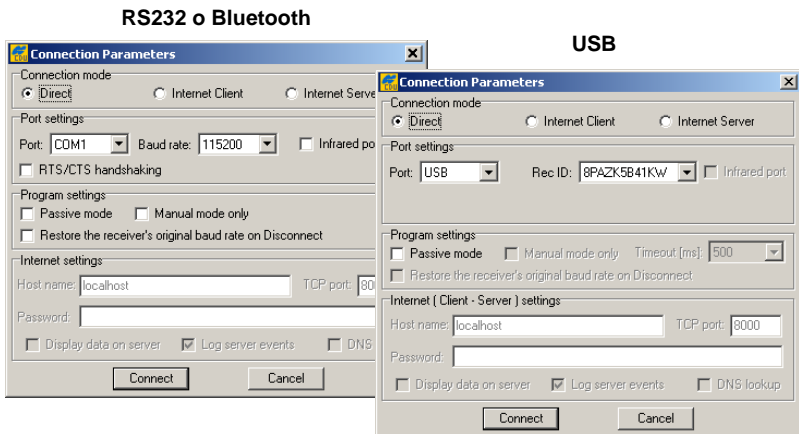 RS232 o Bluetooth
Connection Parameters
Connection mode
Direct Internet Client Internet Serve
Port settings
Port: COM1 Baud rate: 115200 Infrared po
RTS/CTS handshaking
Program settings
Passive mode Manual mode only
Restore the receiver's original baud rate on Disconnect
Internet settings
Host name: localhost TCP port: 80
Password:
Display data on server Log server events DNS
Connect Cancel
USB
Connection Parameters
Connection mode
Direct Internet Client Internet Server
Port settings
Port: USB Rec ID: 8PAZK5B41KW Infrared port
Program settings
Passive mode Manual mode only Timeout [ms]: 500
Restore the receiver's original baud rate on Disconnect
Internet ( Client - Server ) settings
Host name: localhost TCP port: 8000
Password:
Display data on server Log server events DNS lookup
Connect Cancel